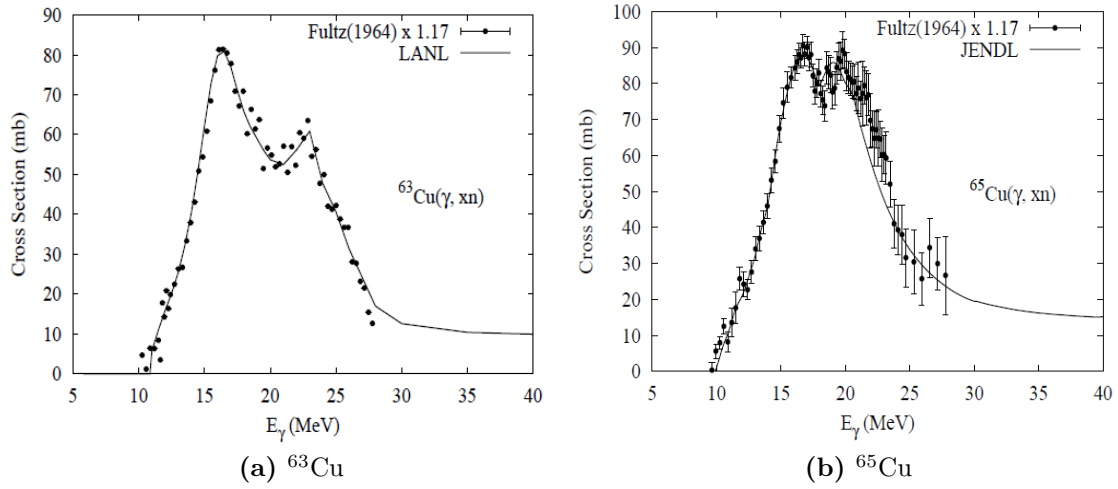 90
80
70
60
50
40
30
20
10
0
Cross Section (mb)
Fultz(1964) x 1.17
LANL
⁶³Cu(γ, xn)
5 10 15 20 25 30 35 40
E_γ (MeV)
(a) ⁶³Cu
100
90
80
70
60
50
40
30
20
10
0
Cross Section (mb)
Fultz(1964) x 1.17
JENDL
⁶⁵Cu(γ, xn)
5 10 15 20 25 30 35 40
E_γ (MeV)
(b) ⁶⁵Cu